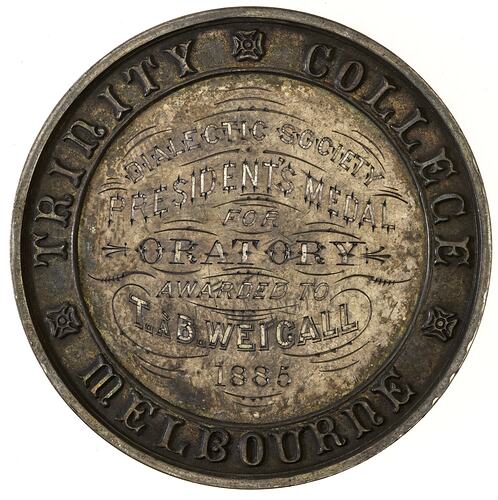 TRINITY COLLEGE
MELBOURNE
DIALECTIC SOCIETY
PRESIDENT'S MEDAL
FOR
ORATORY
AWARDED TO
T. à B. WEIGALL
1885